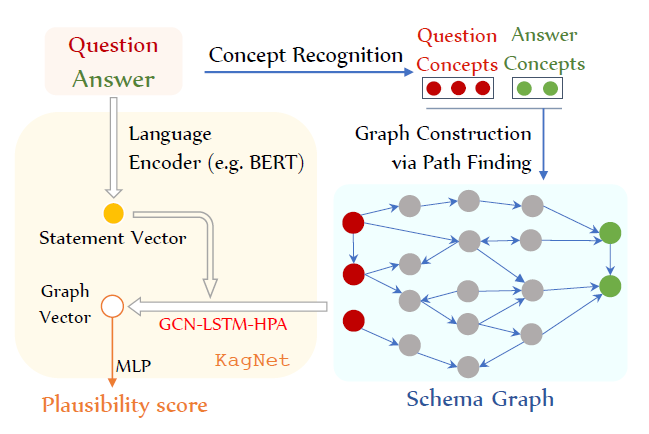 Question
Answer
Concept Recognition
Question
Concepts
Answer
Concepts
Language
Encoder (e.g. BERT)
Graph Construction
via Path Finding
Statement Vector
Graph
Vector
GCN-LSTM-HPA
KagNet
MLP
Plausibility score
Schema Graph